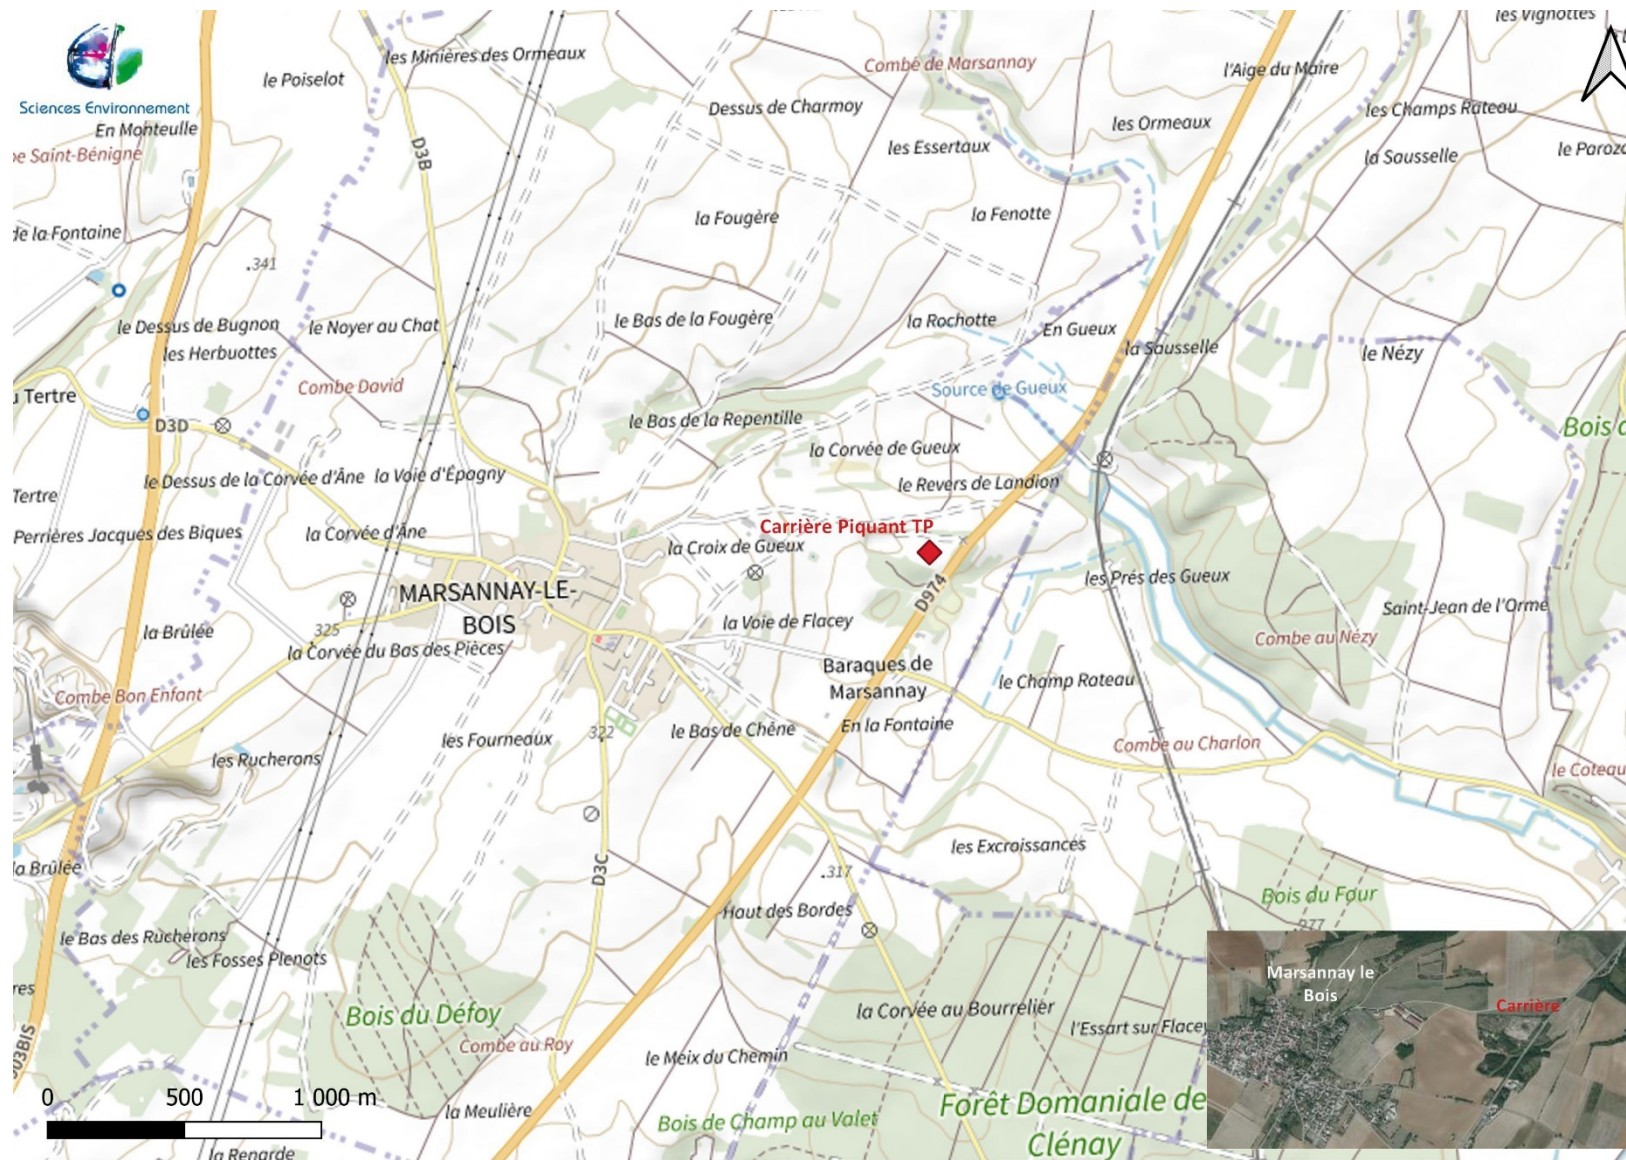 les Vignottes
les Minières des Ormeaux
Combe de Marsannay
l'Aige du Maire
le Poiselot
Sciences Environnement
Dessus de Charmoy
les Champs Rateau
les Ormeaux
En Monteulle
Saint-Bénigne
D3B
les Essertaux
la Sausselle
la Fougère
la Fenotte
de la Fontaine
.341
le Dessus de Bugnon
le Noyer au Chat
le Bas de la Fougère
la Rochotte
En Gueux
les Herbuottes
la Sausselle
le Nézy
Combe David
Source de Gueux
Tertre
D3D
le Bas de la Repentille
Bois
la Corvée de Gueux
le Dessus de la Corvée d'Âne
la Voie d'Épagny
le Revers de Landion
Tertre
Perrières Jacques des Biques
la Corvée d'Âne
Carrière Piquant TP
la Croix de Gueux
les Prés des Gueux
MARSANNAY-LE-
BOIS
D974
Saint-Jean de l'Orme
la Brûlée
325
la Voie de Flacey
Combe au Nézy
la Corvée du Bas des Pièces
Baraques de
Marsannay
le Champ Rateau
Combe Bon Enfant
les Fourneaux
322
le Bas de Chêne
En la Fontaine
Combe au Charlon
les Rucherons
le Coteau
la Brûlée
D3C
.317
les Excroissances
Bois du Four
277
le Bas des Rucherons
Haut des Bordes
les Fosses Plenots
Marsannay le
Bois
Carrière
Bois du Défoy
la Corvée au Bourrelier
l'Essart sur Flacey
Combe au Roy
le Meix du Chemin
0 500 1 000 m
la Meulière
Bois de Champ au Valet
Forêt Domaniale de
Clénay
la Renarde